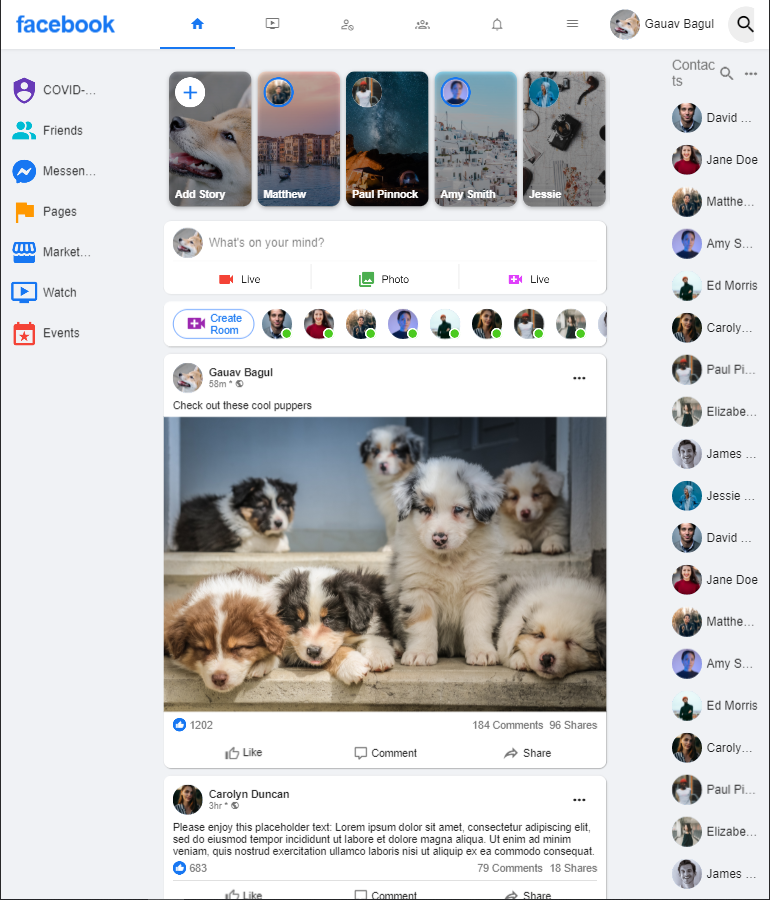 facebook
Gauav Bagul
COVID-...
Friends
Messen...
Pages
Market...
Watch
Events
Add Story
Matthew
Paul Pinnock
Amy Smith
Jessie
What's on your mind?
Live
Photo
Live
Create
Room
Gauav Bagul
58m *
Check out these cool puppers
1202
184 Comments 96 Shares
Like
Comment
Share
Carolyn Duncan
3hr *
Please enjoy this placeholder text: Lorem ipsum dolor sit amet, consectetur adipiscing elit,
sed do eiusmod tempor incididunt ut labore et dolore magna aliqua. Ut enim ad minim
veniam, quis nostrud exercitation ullamco laboris nisi ut aliquip ex ea commodo consequat.
683
79 Comments 18 Shares
Like
Comment
Share
Contac
ts
David ...
Jane Doe
Matthe...
Amy S...
Ed Morris
Caroly...
Paul Pi...
Elizabe...
James ...
Jessie ...
David ...
Jane Doe
Matthe...
Amy S...
Ed Morris
Caroly...
Paul Pi...
Elizabe...
James ...